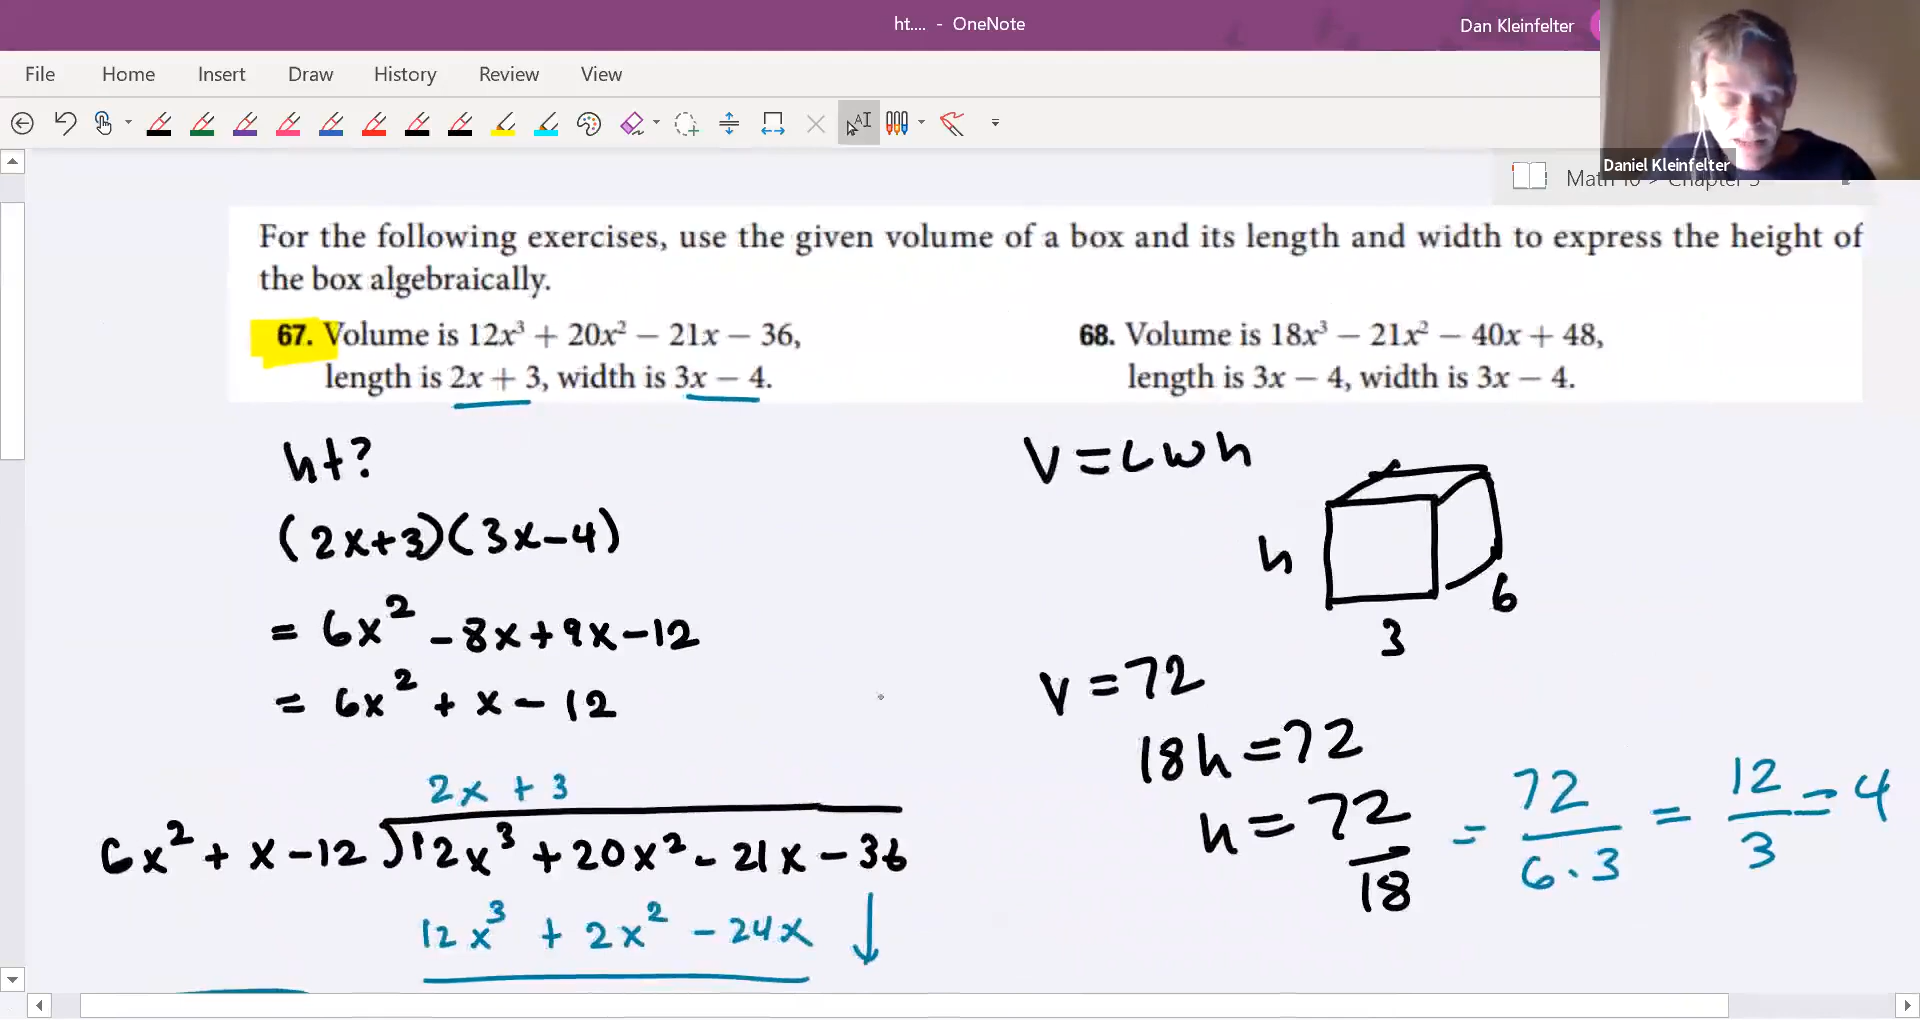 ht.... - OneNote
Dan Kleinfelter
File Home Insert Draw History Review View
Daniel Kleinfelter
Math 10 > Chapter 5
For the following exercises, use the given volume of a box and its length and width to express the height of
the box algebraically.
67. Volume is 12x³ + 20x² − 21x − 36,
length is 2x + 3, width is 3x − 4.
68. Volume is 18x³ − 21x² − 40x + 48,
length is 3x − 4, width is 3x − 4.
ht?
(2x+3)(3x-4)
= 6x² - 8x + 9x - 12
= 6x² + x - 12
2x + 3
6x² + x - 12 ) 12x³ + 20x² - 21x - 36
12x³ + 2x² - 24x
V = L W h
h
6
3
V = 72
18h = 72
h = 72/18 = 72/6·3 = 12/3 = 4